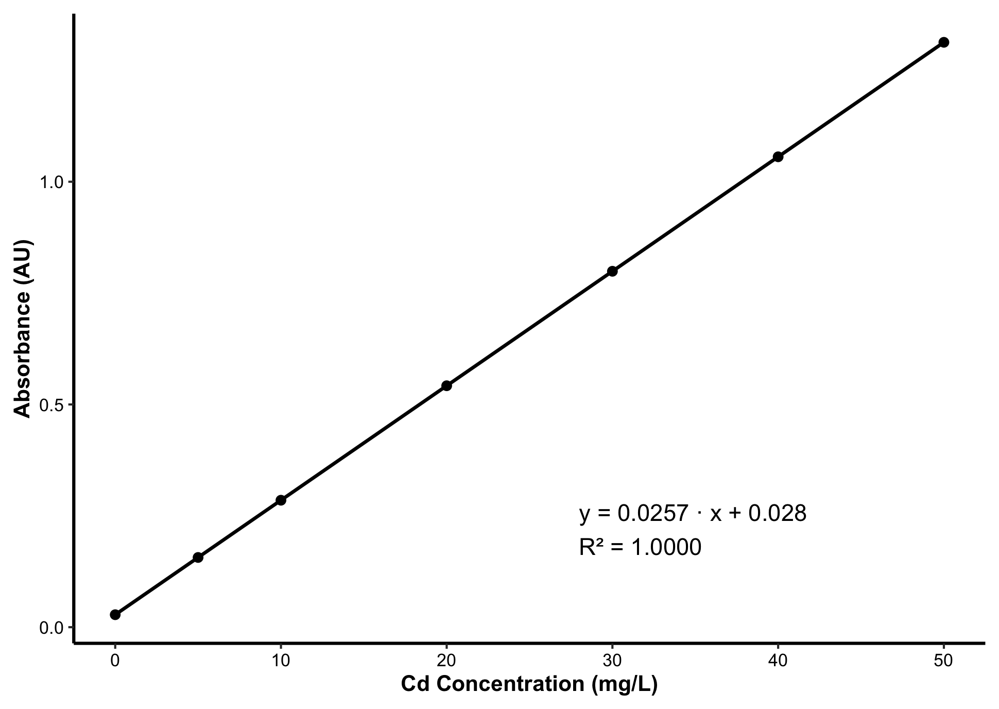 1.0
0.5
0.0
Absorbance (AU)
y = 0.0257 · x + 0.028
R² = 1.0000
0 10 20 30 40 50
Cd Concentration (mg/L)